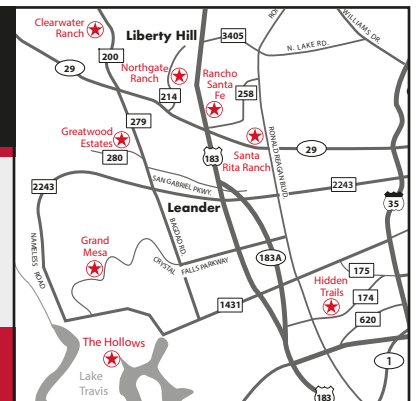 Clearwater
Ranch
Liberty Hill
3405
WILLIAMS DR.
N. LAKE RD.
200
29
Northgate
Ranch
Rancho
Santa
Fe
214
258
279
Greatwood
Estates
280
183
Santa
Rita Ranch
RONALD REAGAN BLVD.
29
2243
SAN GABRIEL PKWY.
2243
35
Leander
NAMELESS ROAD
BAGDAD RD.
Grand
Mesa
CRYSTAL FALLS PARKWAY
183A
175
Hidden
Trails
174
1431
620
The Hollows
Lake
Travis
1
183